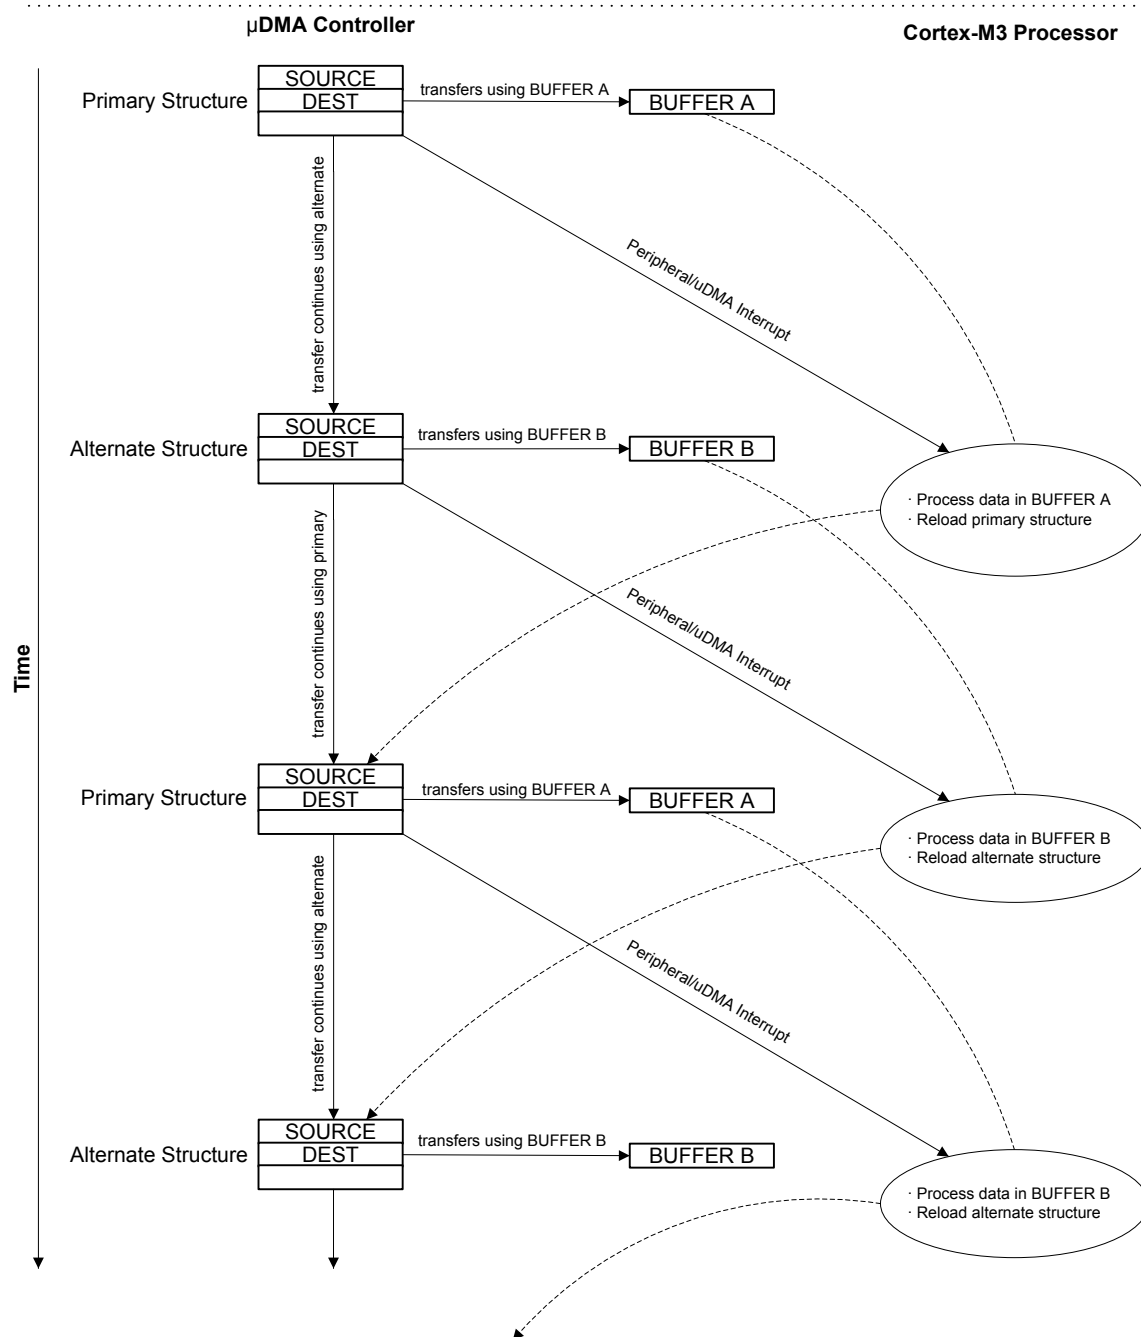 µDMA Controller
Cortex-M3 Processor
Time
Primary Structure
SOURCE
DEST
transfers using BUFFER A
BUFFER A
transfer continues using alternate
Peripheral/uDMA Interrupt
Alternate Structure
SOURCE
DEST
transfers using BUFFER B
BUFFER B
· Process data in BUFFER A
· Reload primary structure
transfer continues using primary
Peripheral/uDMA Interrupt
Primary Structure
SOURCE
DEST
transfers using BUFFER A
BUFFER A
· Process data in BUFFER B
· Reload alternate structure
transfer continues using alternate
Peripheral/uDMA Interrupt
Alternate Structure
SOURCE
DEST
transfers using BUFFER B
BUFFER B
· Process data in BUFFER B
· Reload alternate structure